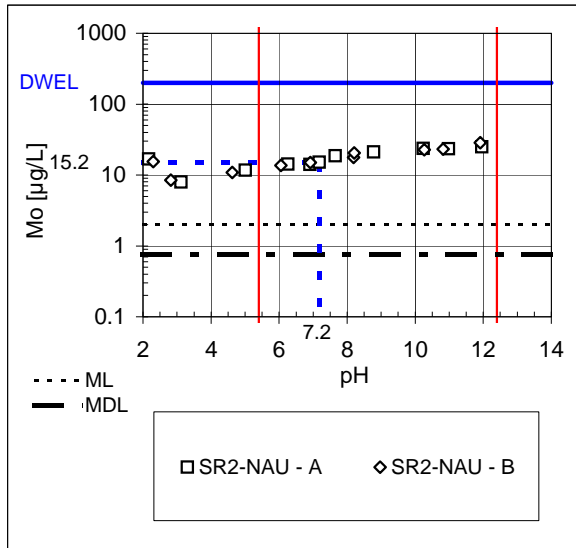 1000
DWEL
100
Mo [µg/L]
15.2
10
1
0.1
7.2
2 4 6 8 10 12 14
pH
ML
MDL
SR2-NAU - A SR2-NAU - B